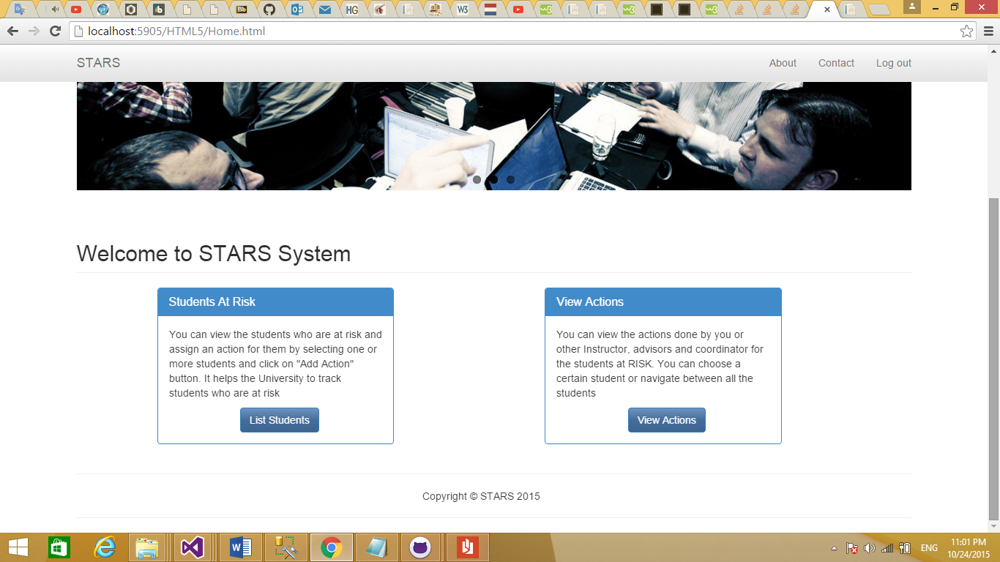 localhost:5905/HTML5/Home.html
STARS
About
Contact
Log out
Welcome to STARS System
Students At Risk
You can view the students who are at risk and
assign an action for them by selecting one or
more students and click on "Add Action"
button. It helps the University to track
students who are at risk
List Students
View Actions
You can view the actions done by you or
other Instructor, advisors and coordinator for
the students at RISK. You can choose a
certain student or navigate between all the
students
View Actions
Copyright © STARS 2015
ENG
11:01 PM
10/24/2015